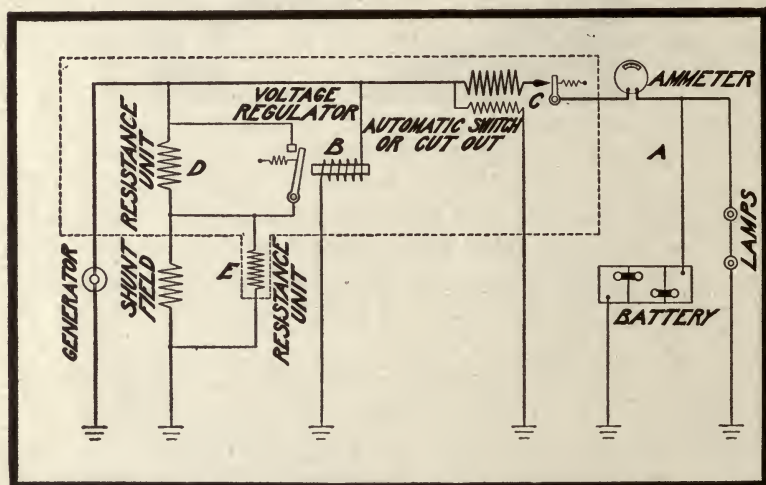 VOLTAGE
REGULATOR
B
AUTOMATIC SWITCH
OR CUT OUT
C
AMMETER
A
RESISTANCE
UNIT
D
GENERATOR
SHUNT
FIELD
E
RESISTANCE
UNIT
BATTERY
LAMPS